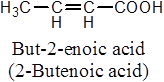 H₃C — C = C — COOH
H H
But-2-enoic acid
(2-Butenoic acid)